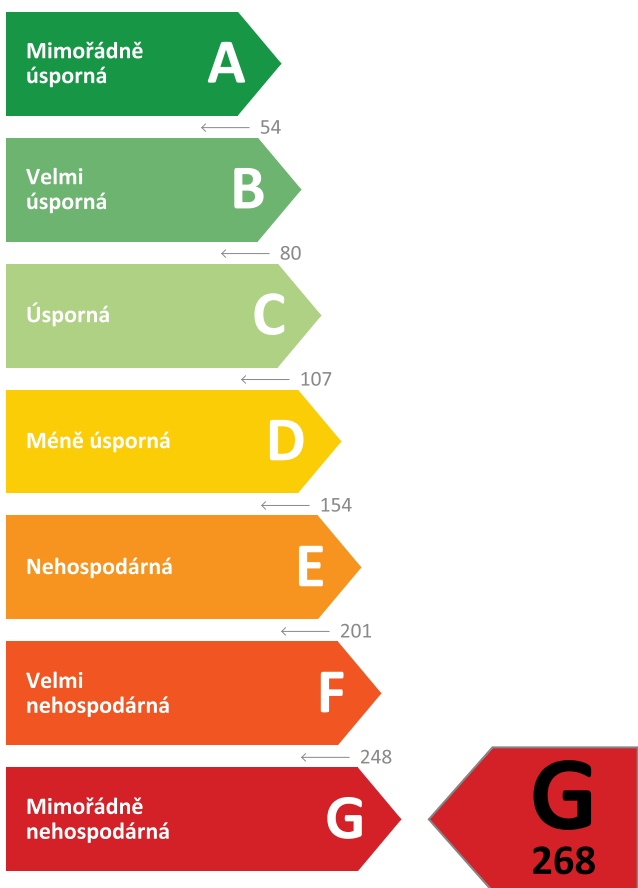 Mimořádně
úsporná
A
54
Velmi
úsporná
B
80
Úsporná
C
107
Méně úsporná
D
154
Nehospodárná
E
201
Velmi
nehospodárná
F
248
Mimořádně
nehospodárná
G
G
268